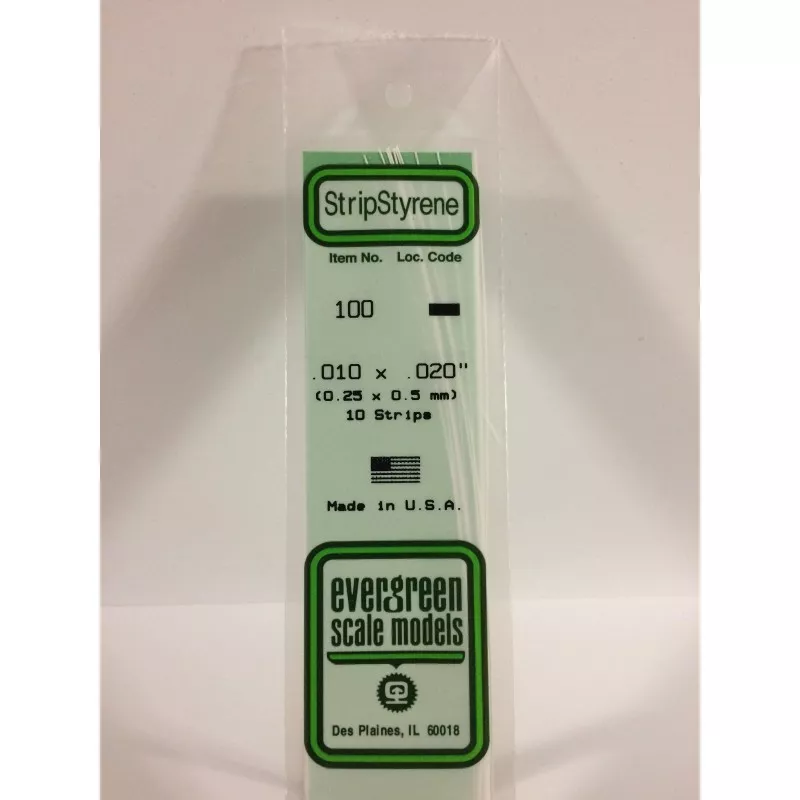 StripStyrene
Item No. Loc. Code
100
.010 x .020"
(0.25 x 0.5 mm)
10 Strips
Made in U.S.A.
evergreen
scale models
Des Plaines, IL 60018